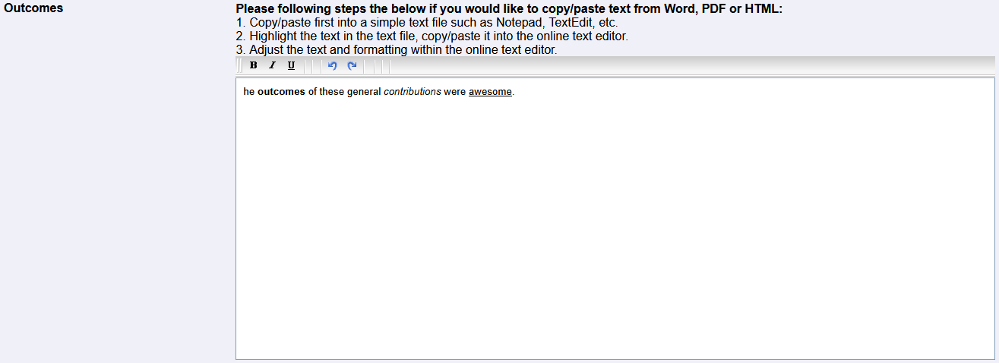 Outcomes
Please following steps the below if you would like to copy/paste text from Word, PDF or HTML:
1. Copy/paste first into a simple text file such as Notepad, TextEdit, etc.
2. Highlight the text in the text file, copy/paste it into the online text editor.
3. Adjust the text and formatting within the online text editor.
B I U
he outcomes of these general contributions were awesome.